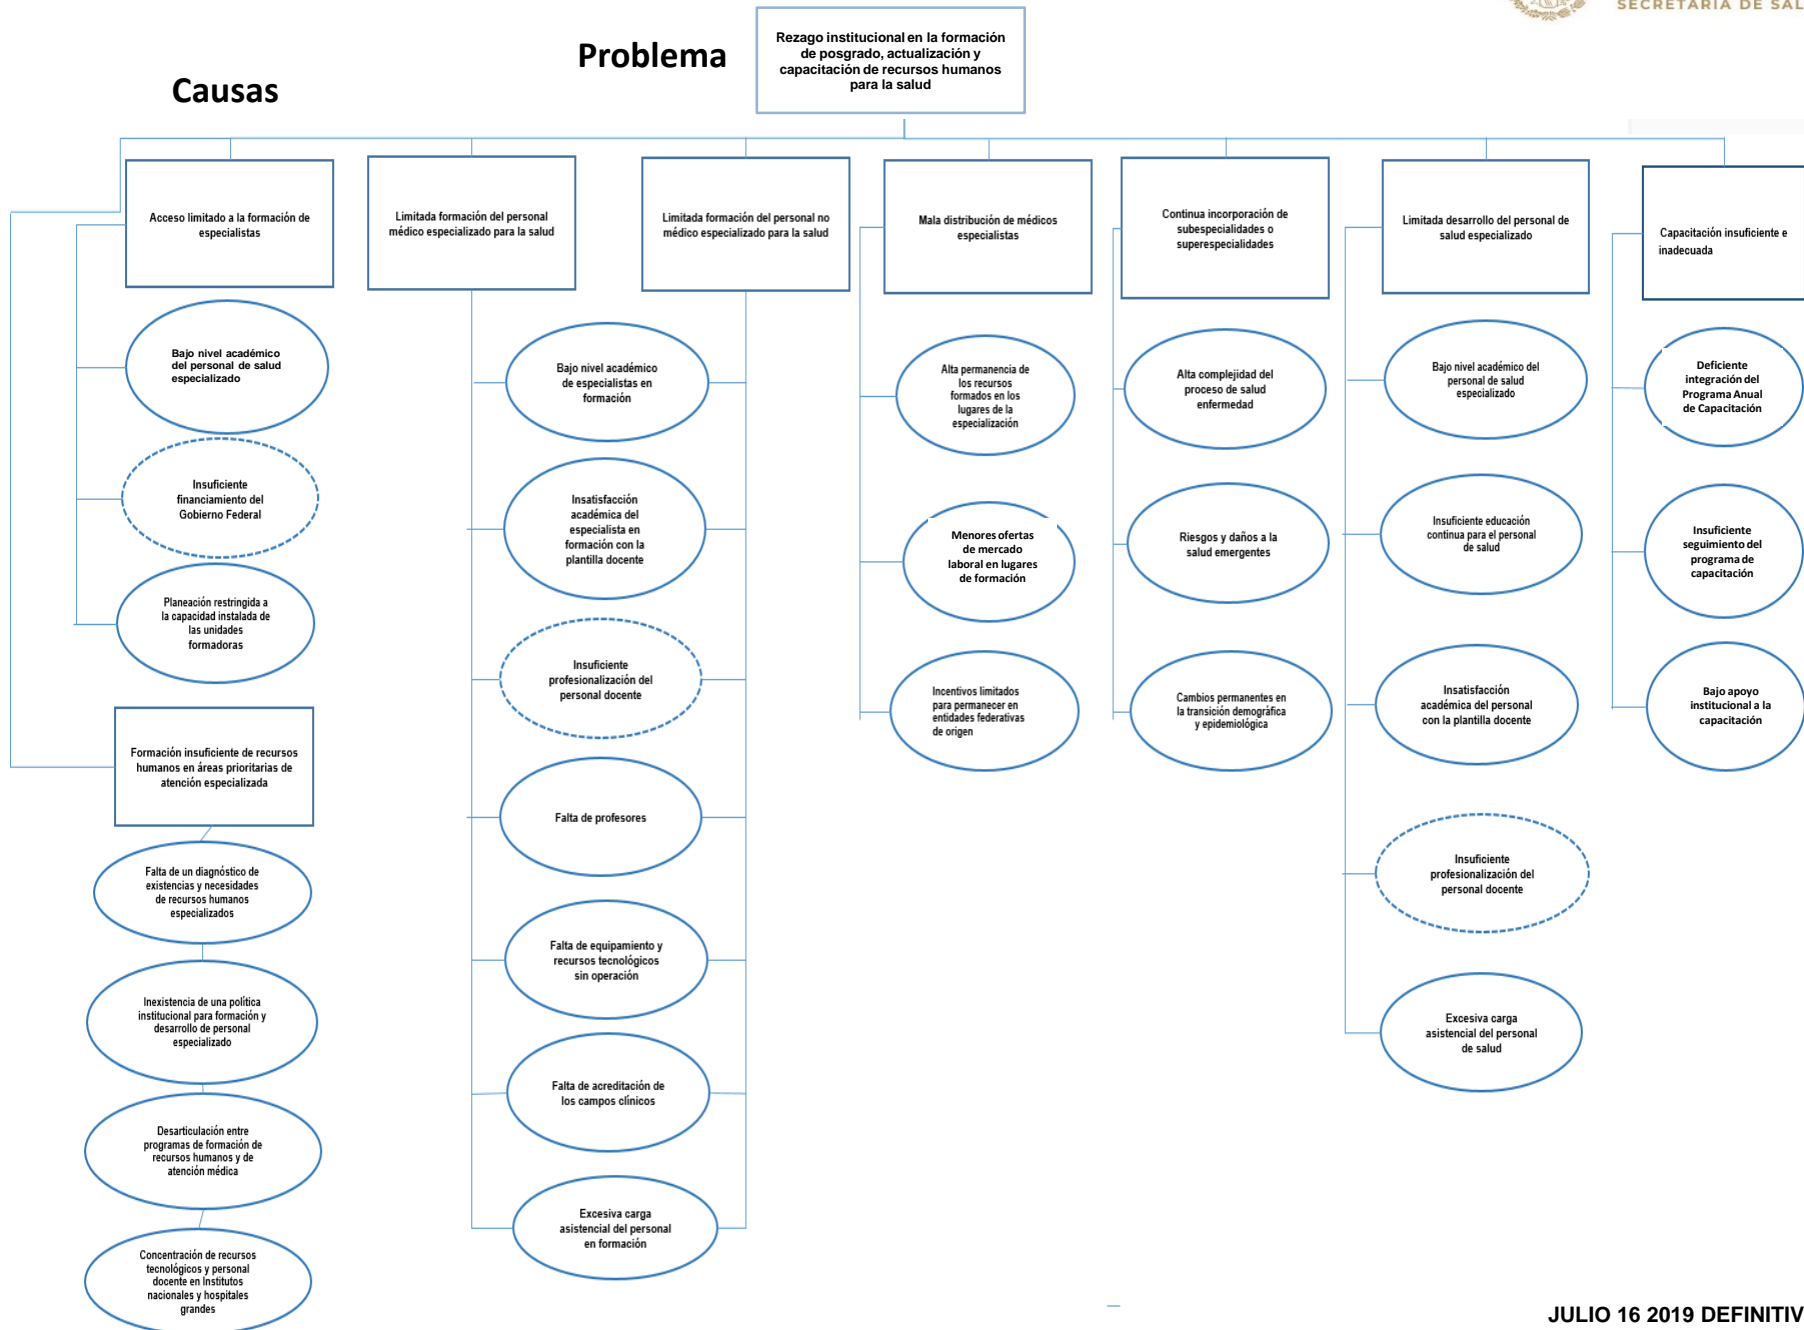 SECRETARÍA DE SAL
Problema
Rezago institucional en la formación
de posgrado, actualización y
capacitación de recursos humanos
para la salud
Causas
Acceso limitado a la formación de
especialistas
Limitada formación del personal
médico especializado para la salud
Limitada formación del personal no
médico especializado para la salud
Mala distribución de médicos
especialistas
Continua incorporación de
subespecialidades o
superespecialidades
Limitada desarrollo del personal de
salud especializado
Capacitación insuficiente e
inadecuada
Bajo nivel académico
del personal de salud
especializado
Insuficiente
financiamiento del
Gobierno Federal
Planeación restringida a
la capacidad instalada de
las unidades
formadoras
Formación insuficiente de recursos
humanos en áreas prioritarias de
atención especializada
Falta de un diagnóstico de
existencias y necesidades
de recursos humanos
especializados
Inexistencia de una política
institucional para formación y
desarrollo de personal
especializado
Desarticulación entre
programas de formación de
recursos humanos y de
atención médica
Concentración de recursos
tecnológicos y personal
docente en Institutos
nacionales y hospitales
grandes
Bajo nivel académico
de especialistas en
formación
Insatisfacción
académica del
especialista en
formación con la
plantilla docente
Insuficiente
profesionalización del
personal docente
Falta de profesores
Falta de equipamiento y
recursos tecnológicos
sin operación
Falta de acreditación de
los campos clínicos
Excesiva carga
asistencial del personal
en formación
Alta permanencia de
los recursos
formados en los
lugares de la
especialización
Menores ofertas
de mercado
laboral en lugares
de formación
Incentivos limitados
para permanecer en
entidades federativas
de origen
Alta complejidad del
proceso de salud
enfermedad
Riesgos y daños a la
salud emergentes
Cambios permanentes en
la transición demográfica
y epidemiológica
Bajo nivel académico del
personal de salud
especializado
Insuficiente educación
continua para el personal
de salud
Insatisfacción
académica del personal
con la plantilla docente
Insuficiente
profesionalización del
personal docente
Excesiva carga
asistencial del personal
de salud
Deficiente
integración del
Programa Anual
de Capacitación
Insuficiente
seguimiento del
programa de
capacitación
Bajo apoyo
institucional a la
capacitación
JULIO 16 2019 DEFINITIV